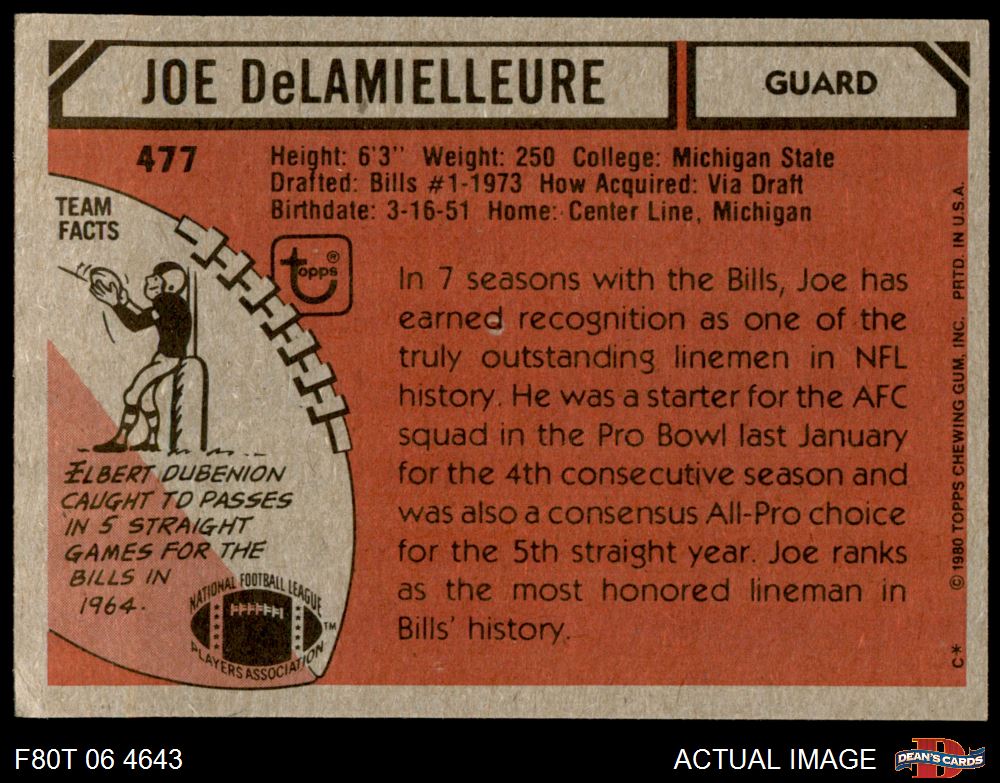 JOE DeLAMIELLEURE
GUARD
477
Height: 6'3" Weight: 250 College: Michigan State
Drafted: Bills #1-1973 How Acquired: Via Draft
Birthdate: 3-16-51 Home: Center Line, Michigan
TEAM
FACTS
topps ®
In 7 seasons with the Bills, Joe has
earned recognition as one of the
truly outstanding linemen in NFL
history. He was a starter for the AFC
squad in the Pro Bowl last January
for the 4th consecutive season and
was also a consensus All-Pro choice
for the 5th straight year. Joe ranks
as the most honored lineman in
Bills' history.
ELBERT DUBENION
CAUGHT TD PASSES
IN 5 STRAIGHT
GAMES FOR THE
BILLS IN
1964.
NATIONAL FOOTBALL LEAGUE
PLAYERS ASSOCIATION
TM
C* © 1980 TOPPS CHEWING GUM, INC. PRTD. IN U.S.A.
F80T 06 4643
ACTUAL IMAGE
D
DEAN'S CARDS